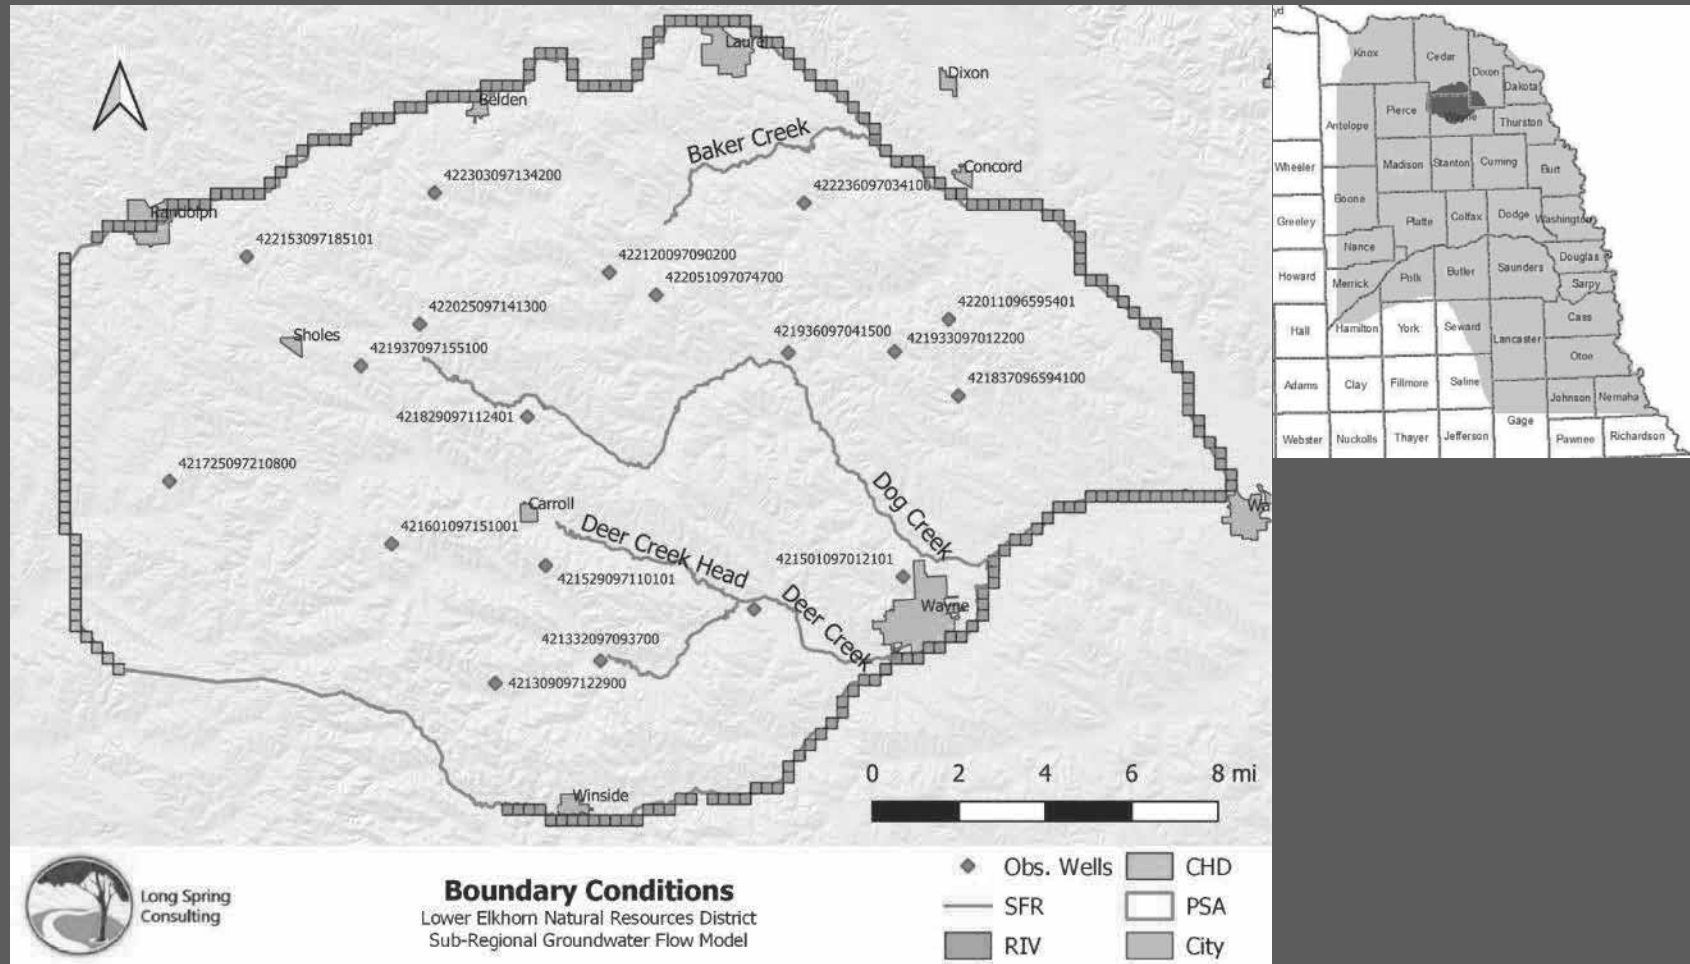 Laurel
Dixon
Belden
Baker Creek
Concord
422303097134200
422236097034100
Randolph
422153097185101
422120097090200
422051097074700
422025097141300
422011096595401
Sholes
421936097041500
421933097012200
421937097155100
421837096594100
421829097112401
421725097210800
Carroll
Dog Creek
Wa
421601097151001
Deer Creek Head
421501097012101
421529097110101
Deer Creek
Wayne
421332097093700
421309097122900
Winside
0 2 4 6 8 mi
Long Spring
Consulting
Boundary Conditions
Lower Elkhorn Natural Resources District
Sub-Regional Groundwater Flow Model
Obs. Wells
CHD
SFR
PSA
RIV
City
yd
Knox
Cedar
Dixon
Dakota
Pierce
Wayne
Thurston
Antelope
Wheeler
Madison
Stanton
Cuming
Burt
Boone
Greeley
Platte
Colfax
Dodge
Washington
Nance
Douglas
Howard
Merrick
Polk
Butler
Saunders
Sarpy
Hall
Hamilton
York
Seward
Cass
Lancaster
Otoe
Adams
Clay
Fillmore
Saline
Johnson
Nemaha
Gage
Webster
Nuckolls
Thayer
Jefferson
Pawnee
Richardson